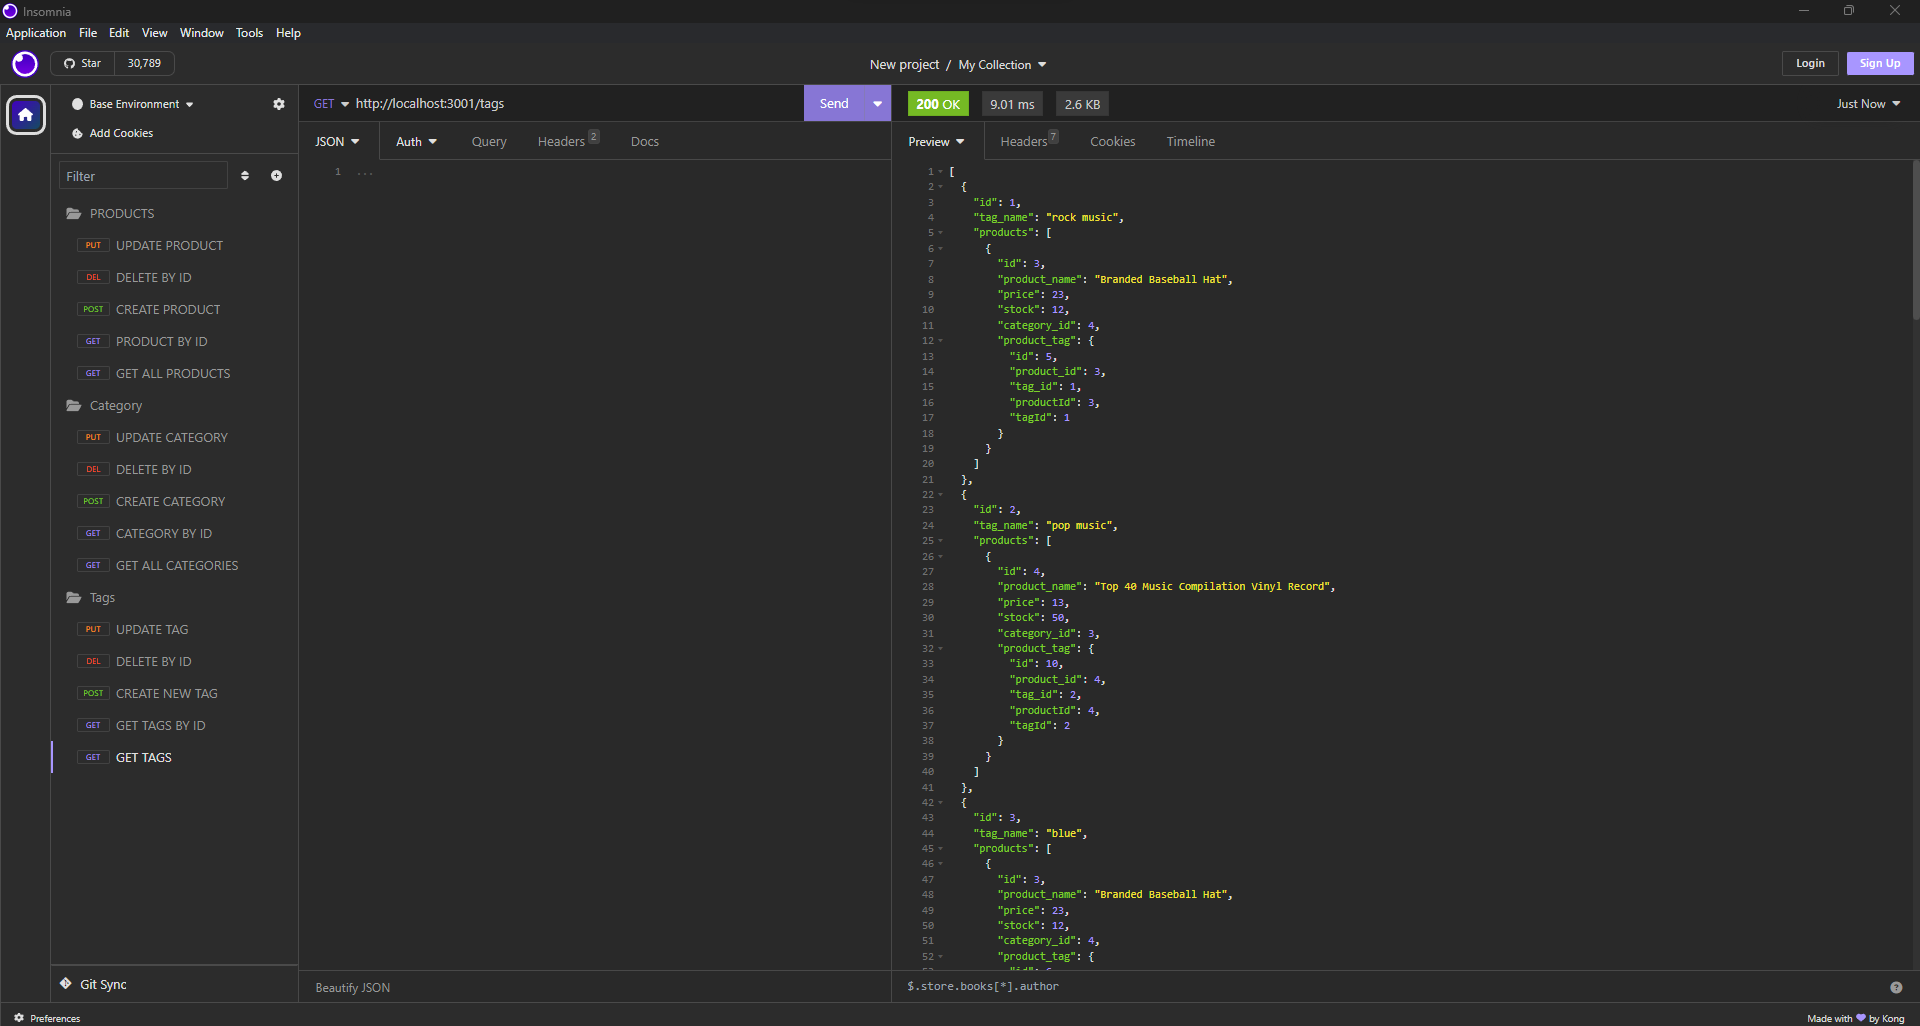 Insomnia
Application File Edit View Window Tools Help
Star 30,789
New project / My Collection
Login Sign Up
Base Environment
Add Cookies
Filter
PRODUCTS
PUT UPDATE PRODUCT
DEL DELETE BY ID
POST CREATE PRODUCT
GET PRODUCT BY ID
GET GET ALL PRODUCTS
Category
PUT UPDATE CATEGORY
DEL DELETE BY ID
POST CREATE CATEGORY
GET CATEGORY BY ID
GET GET ALL CATEGORIES
Tags
PUT UPDATE TAG
DEL DELETE BY ID
POST CREATE NEW TAG
GET GET TAGS BY ID
GET GET TAGS
Git Sync
GET http://localhost:3001/tags Send
JSON Auth Query Headers 2 Docs
1 ...
Beautify JSON
200 OK 9.01 ms 2.6 KB Just Now
Preview Headers 7 Cookies Timeline
1 [
2 {
3 "id": 1,
4 "tag_name": "rock music",
5 "products": [
6 {
7 "id": 3,
8 "product_name": "Branded Baseball Hat",
9 "price": 23,
10 "stock": 12,
11 "category_id": 4,
12 "product_tag": {
13 "id": 5,
14 "product_id": 3,
15 "tag_id": 1,
16 "productId": 3,
17 "tagId": 1
18 }
19 }
20 ]
21 },
22 {
23 "id": 2,
24 "tag_name": "pop music",
25 "products": [
26 {
27 "id": 4,
28 "product_name": "Top 40 Music Compilation Vinyl Record",
29 "price": 13,
30 "stock": 50,
31 "category_id": 3,
32 "product_tag": {
33 "id": 10,
34 "product_id": 4,
35 "tag_id": 2,
36 "productId": 4,
37 "tagId": 2
38 }
39 }
40 ]
41 },
42 {
43 "id": 3,
44 "tag_name": "blue",
45 "products": [
46 {
47 "id": 3,
48 "product_name": "Branded Baseball Hat",
49 "price": 23,
50 "stock": 12,
51 "category_id": 4,
52 "product_tag": {
$.store.books[*].author
Preferences
Made with by Kong